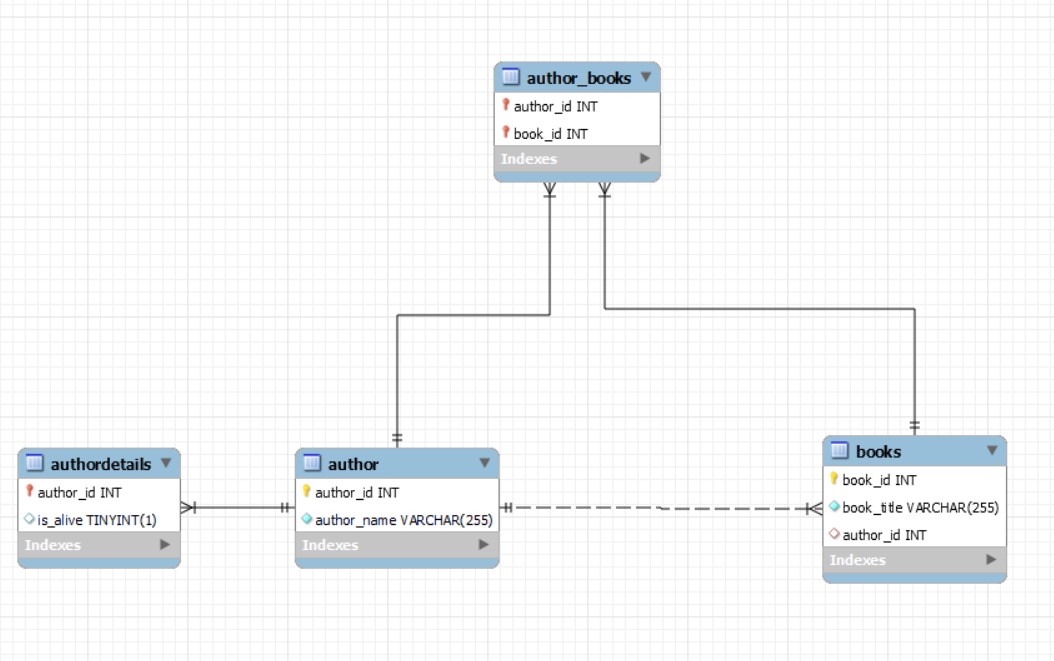 author_books
author_id INT
book_id INT
Indexes
authordetails
author_id INT
is_alive TINYINT(1)
Indexes
author
author_id INT
author_name VARCHAR(255)
Indexes
books
book_id INT
book_title VARCHAR(255)
author_id INT
Indexes